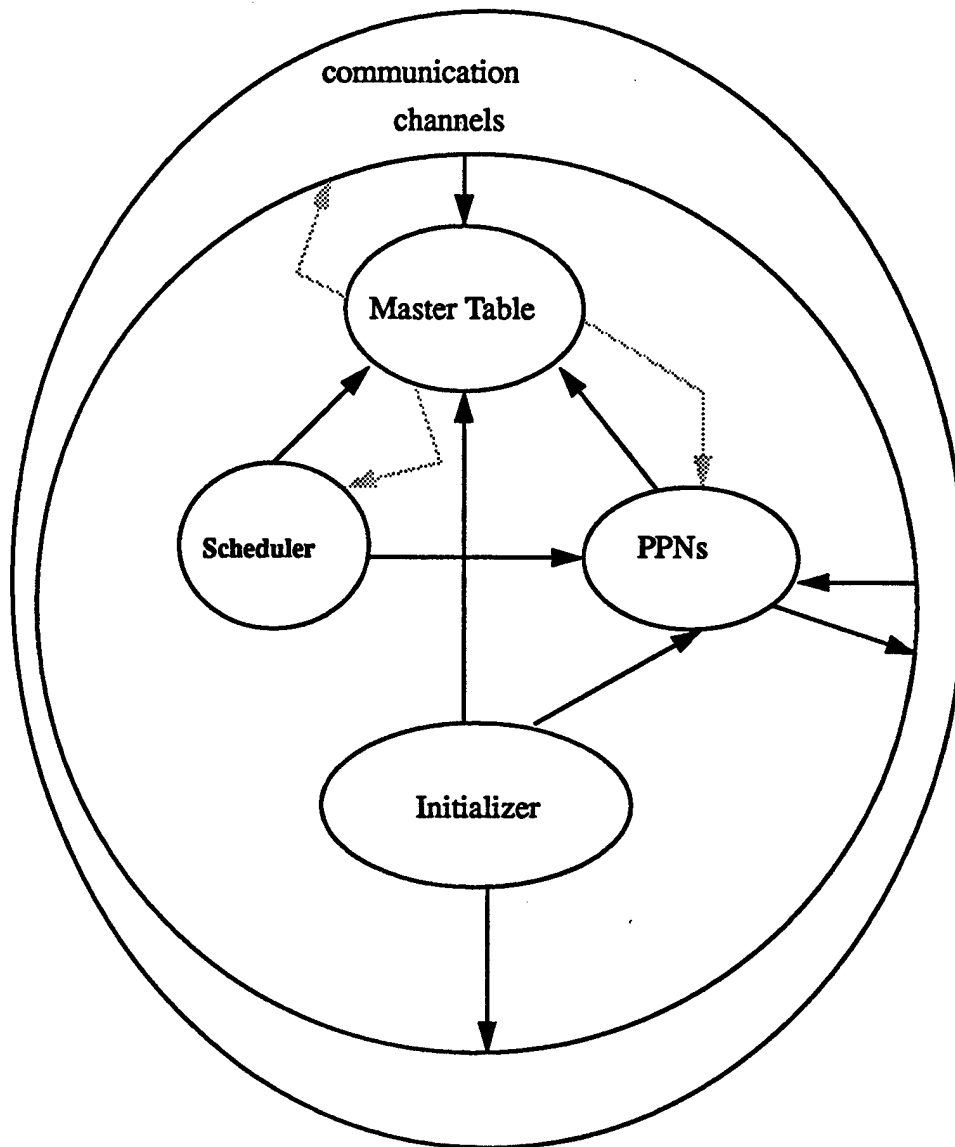 communication
channels
Master Table
Scheduler
PPNs
Initializer